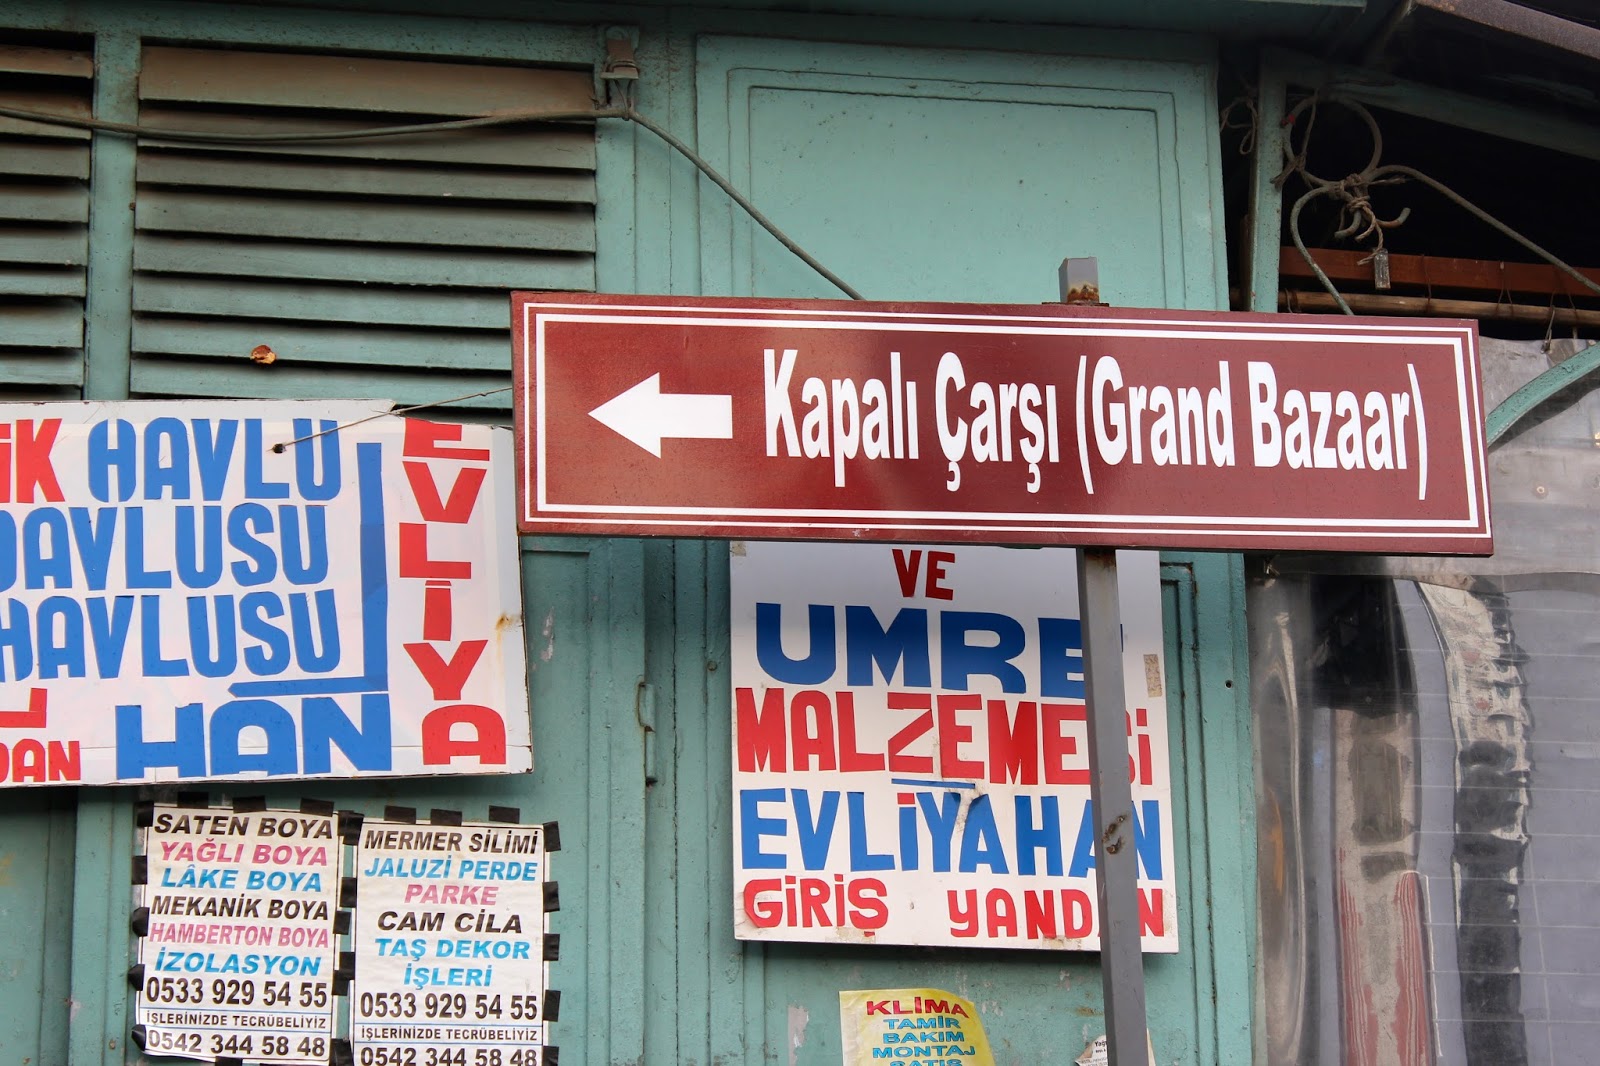 Kapalı Çarşı (Grand Bazaar)
İK HAVLU
HAVLUSU
HAN
EVLİYA
VE
UMRE
MALZEMESİ
EVLİYAHAN
GİRİŞ YANDAN
SATEN BOYA
YAĞLI BOYA
LÂKE BOYA
MEKANİK BOYA
HAMBERTON BOYA
İZOLASYON
0533 929 54 55
İŞLERİNİZDE TECRÜBELİYİZ
0542 344 58 48
MERMER SİLİMİ
JALUZİ PERDE
PARKE
CAM CİLA
TAŞ DEKOR
İŞLERİ
0533 929 54 55
İŞLERİNİZDE TECRÜBELİYİZ
0542 344 58 48
KLİMA
TAMİR
BAKIM
MONTAJ
SATIŞ